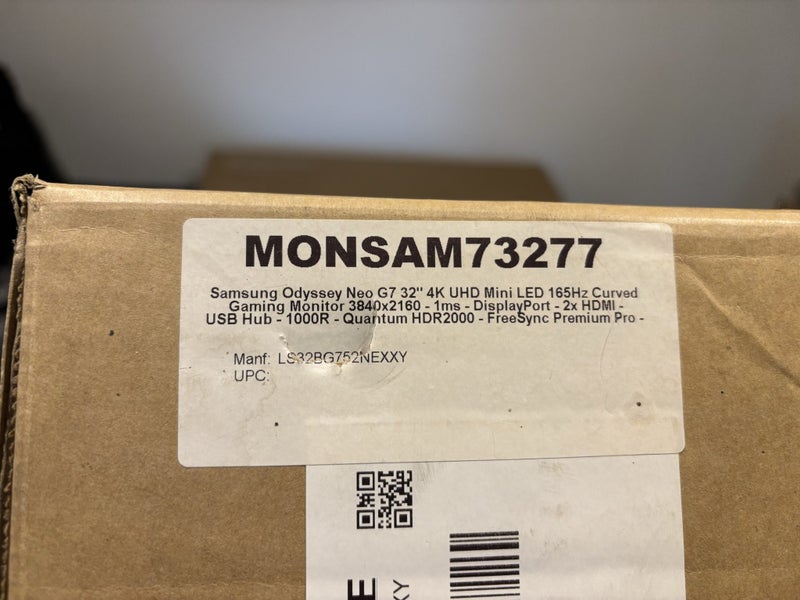 MONSAM73277
Samsung Odyssey Neo G7 32" 4K UHD Mini LED 165Hz Curved
Gaming Monitor 3840x2160 - 1ms - DisplayPort - 2x HDMI -
USB Hub - 1000R - Quantum HDR2000 - FreeSync Premium Pro -
Manf: LS32BG752NEXXY
UPC:
E
XY